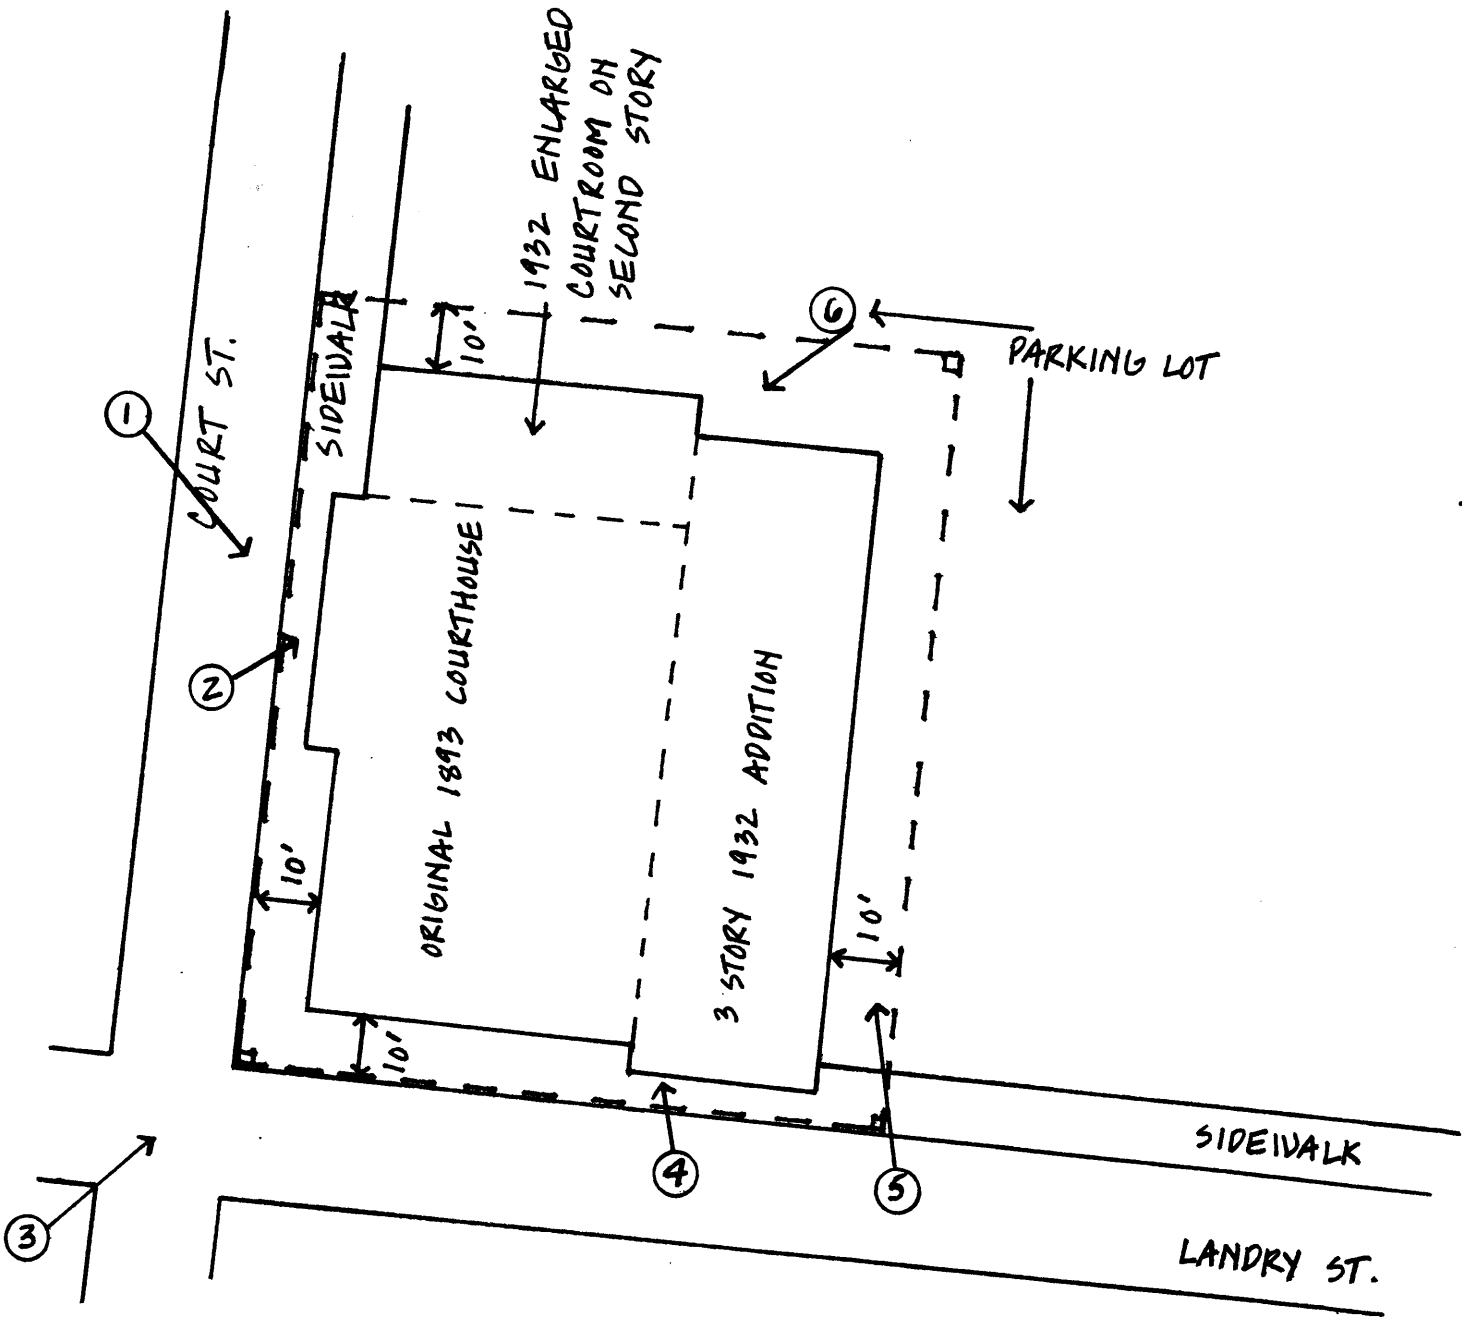 1932 ENLARGED
COURTROOM ON
SECOND STORY
SIDEWALK
10'
6
PARKING LOT
COURT ST.
1
2
ORIGINAL 1893 COURTHOUSE
3 STORY 1932 ADDITION
10'
10'
10'
3
4
5
SIDEWALK
LANDRY ST.